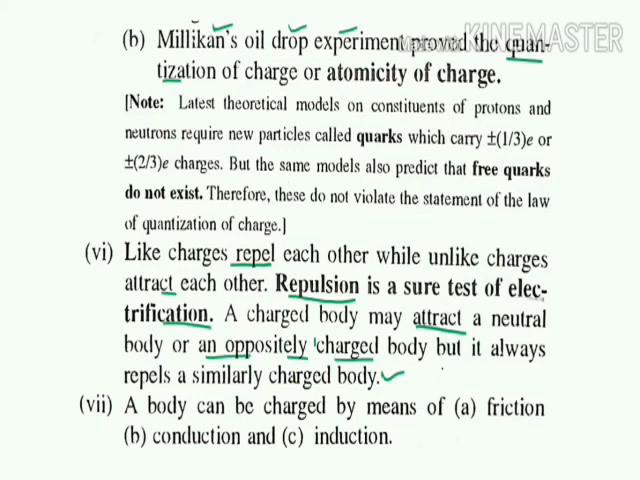 Made with KINEMASTER
(b) Millikan's oil drop experiment proved the quan-
tization of charge or atomicity of charge.
[Note: Latest theoretical models on constituents of protons and
neutrons require new particles called quarks which carry ±(1/3)e or
±(2/3)e charges. But the same models also predict that free quarks
do not exist. Therefore, these do not violate the statement of the law
of quantization of charge.]
(vi) Like charges repel each other while unlike charges
attract each other. Repulsion is a sure test of elec-
trification. A charged body may attract a neutral
body or an oppositely charged body but it always
repels a similarly charged body.
(vii) A body can be charged by means of (a) friction
(b) conduction and (c) induction.